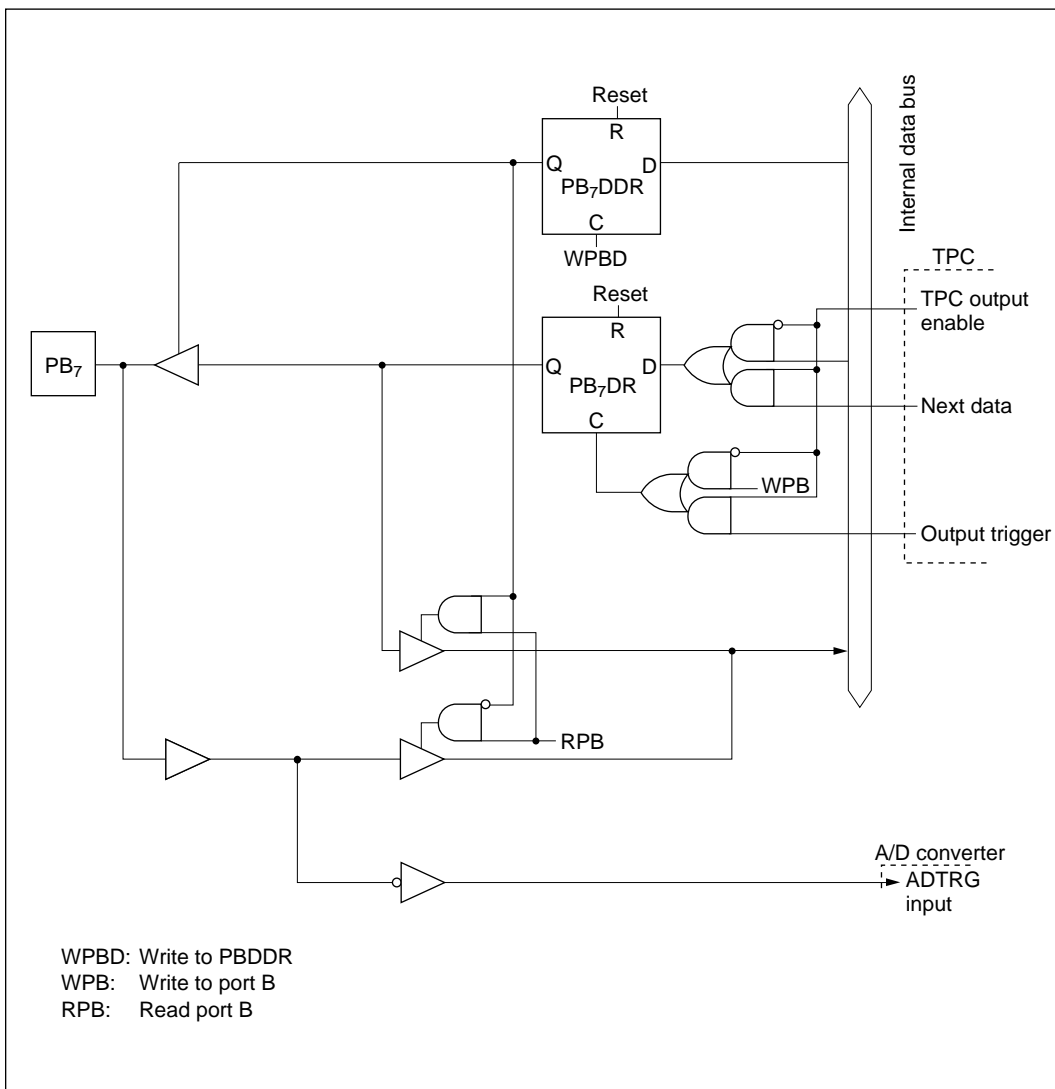 Reset
R
Q
D
PB7DDR
C
WPBD
Internal data bus
TPC
TPC output
enable
Reset
R
PB7
Q
D
PB7DR
C
Next data
WPB
Output trigger
RPB
A/D converter
ADTRG
input
WPBD: Write to PBDDR
WPB: Write to port B
RPB: Read port B